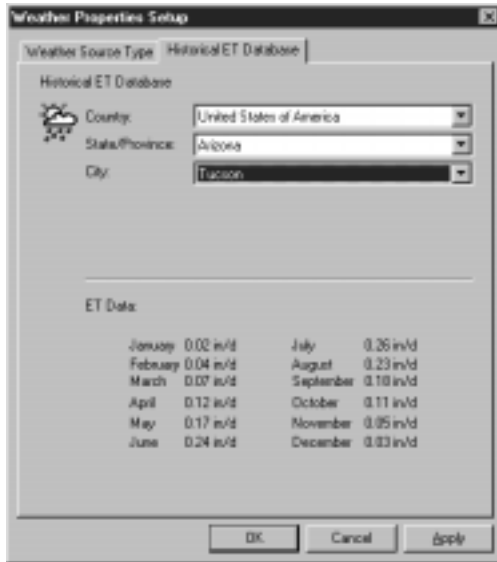 Weather Properties Setup
Weather Source Type Historical ET Database
Historical ET Database
Country: United States of America
State/Province: Arizona
City: Tucson
ET Data:
January 0.02 in/d July 0.26 in/d
February 0.04 in/d August 0.23 in/d
March 0.07 in/d September 0.18 in/d
April 0.12 in/d October 0.11 in/d
May 0.17 in/d November 0.05 in/d
June 0.24 in/d December 0.03 in/d
OK Cancel Apply